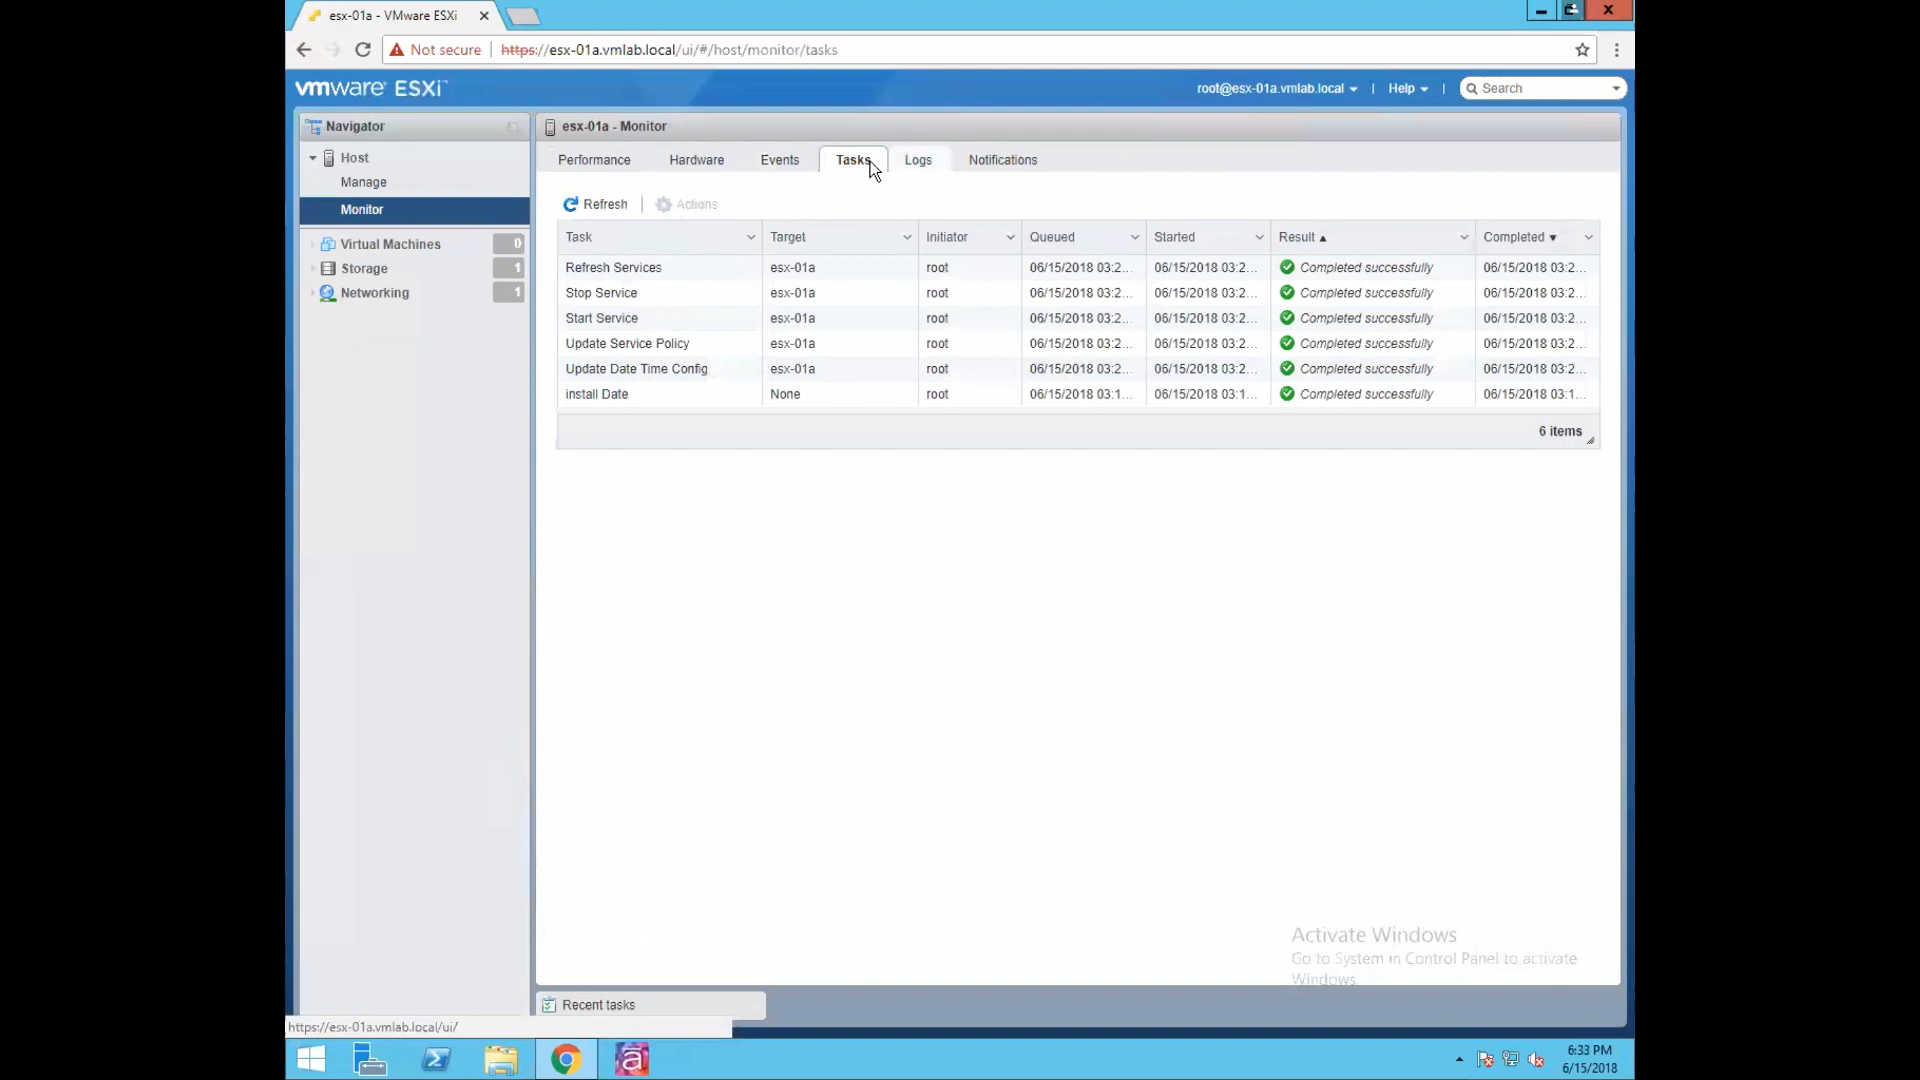 esx-01a - VMware ESXi
Not secure | https://esx-01a.vmlab.local/ui/#/host/monitor/tasks
vmware ESXi™
root@esx-01a.vmlab.local | Help | Search
Navigator
Host
Manage
Monitor
Virtual Machines 0
Storage 1
Networking 1
esx-01a - Monitor
Performance Hardware Events Tasks Logs Notifications
Refresh | Actions
Task Target Initiator Queued Started Result Completed
Refresh Services esx-01a root 06/15/2018 03:2... 06/15/2018 03:2... Completed successfully 06/15/2018 03:2...
Stop Service esx-01a root 06/15/2018 03:2... 06/15/2018 03:2... Completed successfully 06/15/2018 03:2...
Start Service esx-01a root 06/15/2018 03:2... 06/15/2018 03:2... Completed successfully 06/15/2018 03:2...
Update Service Policy esx-01a root 06/15/2018 03:2... 06/15/2018 03:2... Completed successfully 06/15/2018 03:2...
Update Date Time Config esx-01a root 06/15/2018 03:2... 06/15/2018 03:2... Completed successfully 06/15/2018 03:2...
install Date None root 06/15/2018 03:1... 06/15/2018 03:1... Completed successfully 06/15/2018 03:1...
6 items
Activate Windows
Go to System in Control Panel to activate
Windows.
Recent tasks
https://esx-01a.vmlab.local/ui/
6:33 PM
6/15/2018